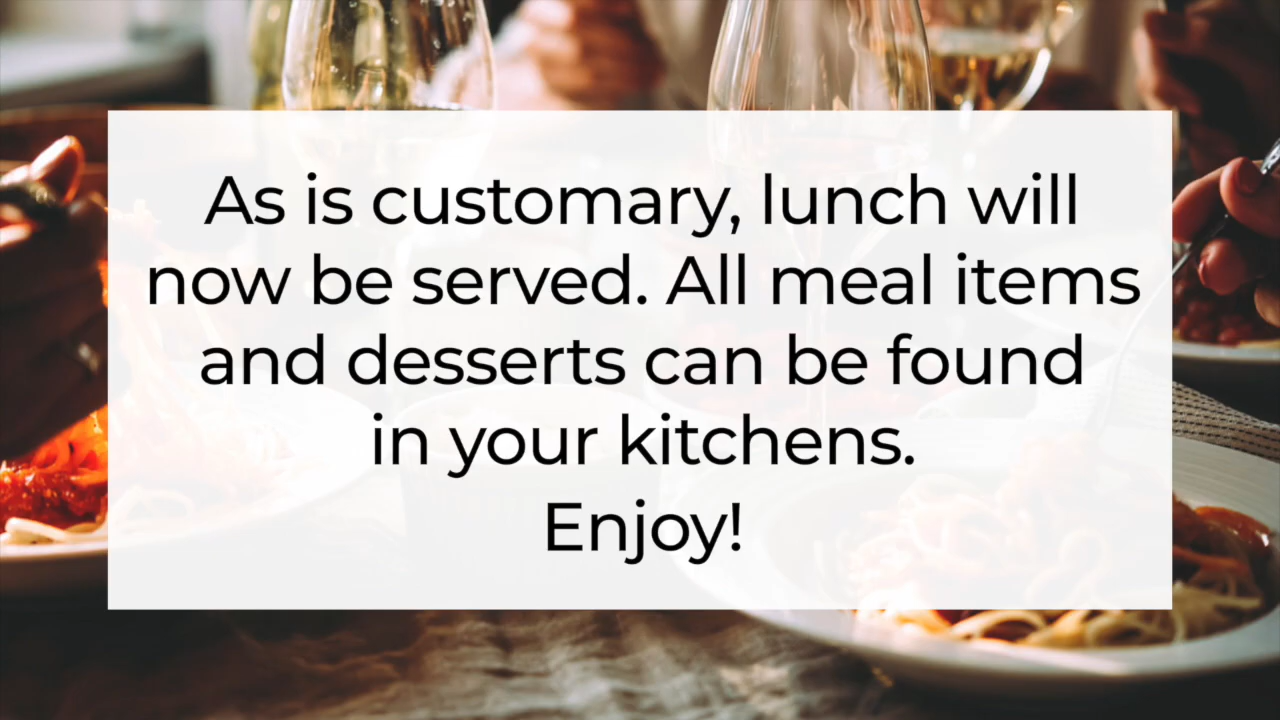 As is customary, lunch will
now be served. All meal items
and desserts can be found
in your kitchens.
Enjoy!